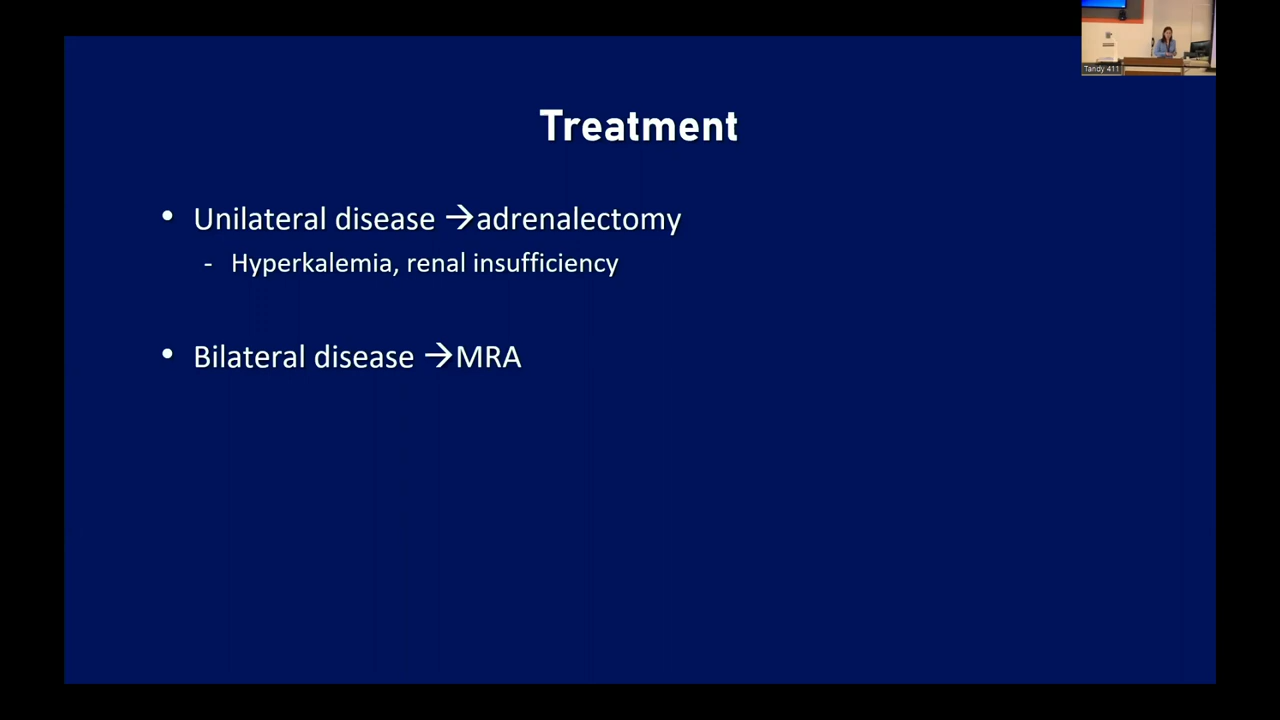 Tandy 411
Treatment
• Unilateral disease →adrenalectomy
- Hyperkalemia, renal insufficiency
• Bilateral disease →MRA